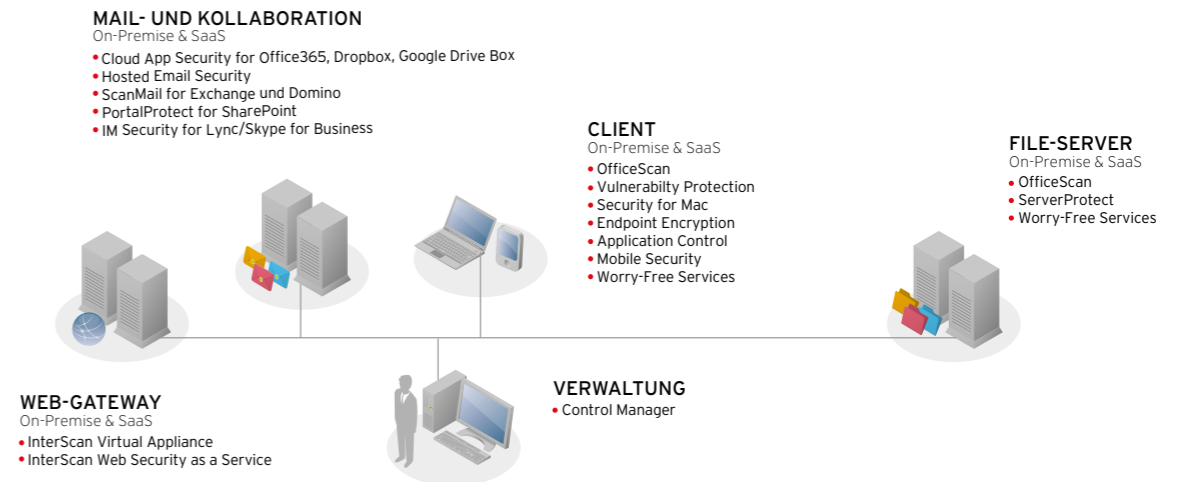 MAIL- UND KOLLABORATION
On-Premise & SaaS
• Cloud App Security for Office365, Dropbox, Google Drive Box
• Hosted Email Security
• ScanMail for Exchange und Domino
• PortalProtect for SharePoint
• IM Security for Lync/Skype for Business
CLIENT
On-Premise & SaaS
• OfficeScan
• Vulnerabilty Protection
• Security for Mac
• Endpoint Encryption
• Application Control
• Mobile Security
• Worry-Free Services
FILE-SERVER
On-Premise & SaaS
• OfficeScan
• ServerProtect
• Worry-Free Services
WEB-GATEWAY
On-Premise & SaaS
• InterScan Virtual Appliance
• InterScan Web Security as a Service
VERWALTUNG
• Control Manager